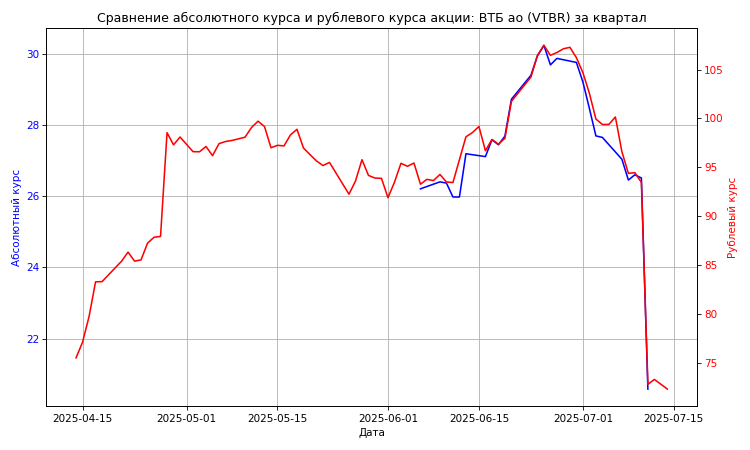 Сравнение абсолютного курса и рублевого курса акции: ВТБ ао (VTBR) за квартал
30
28
26
24
22
Абсолютный курс
105
100
95
90
85
80
75
Рублевый курс
2025-04-15 2025-05-01 2025-05-15 2025-06-01 2025-06-15 2025-07-01 2025-07-15
Дата